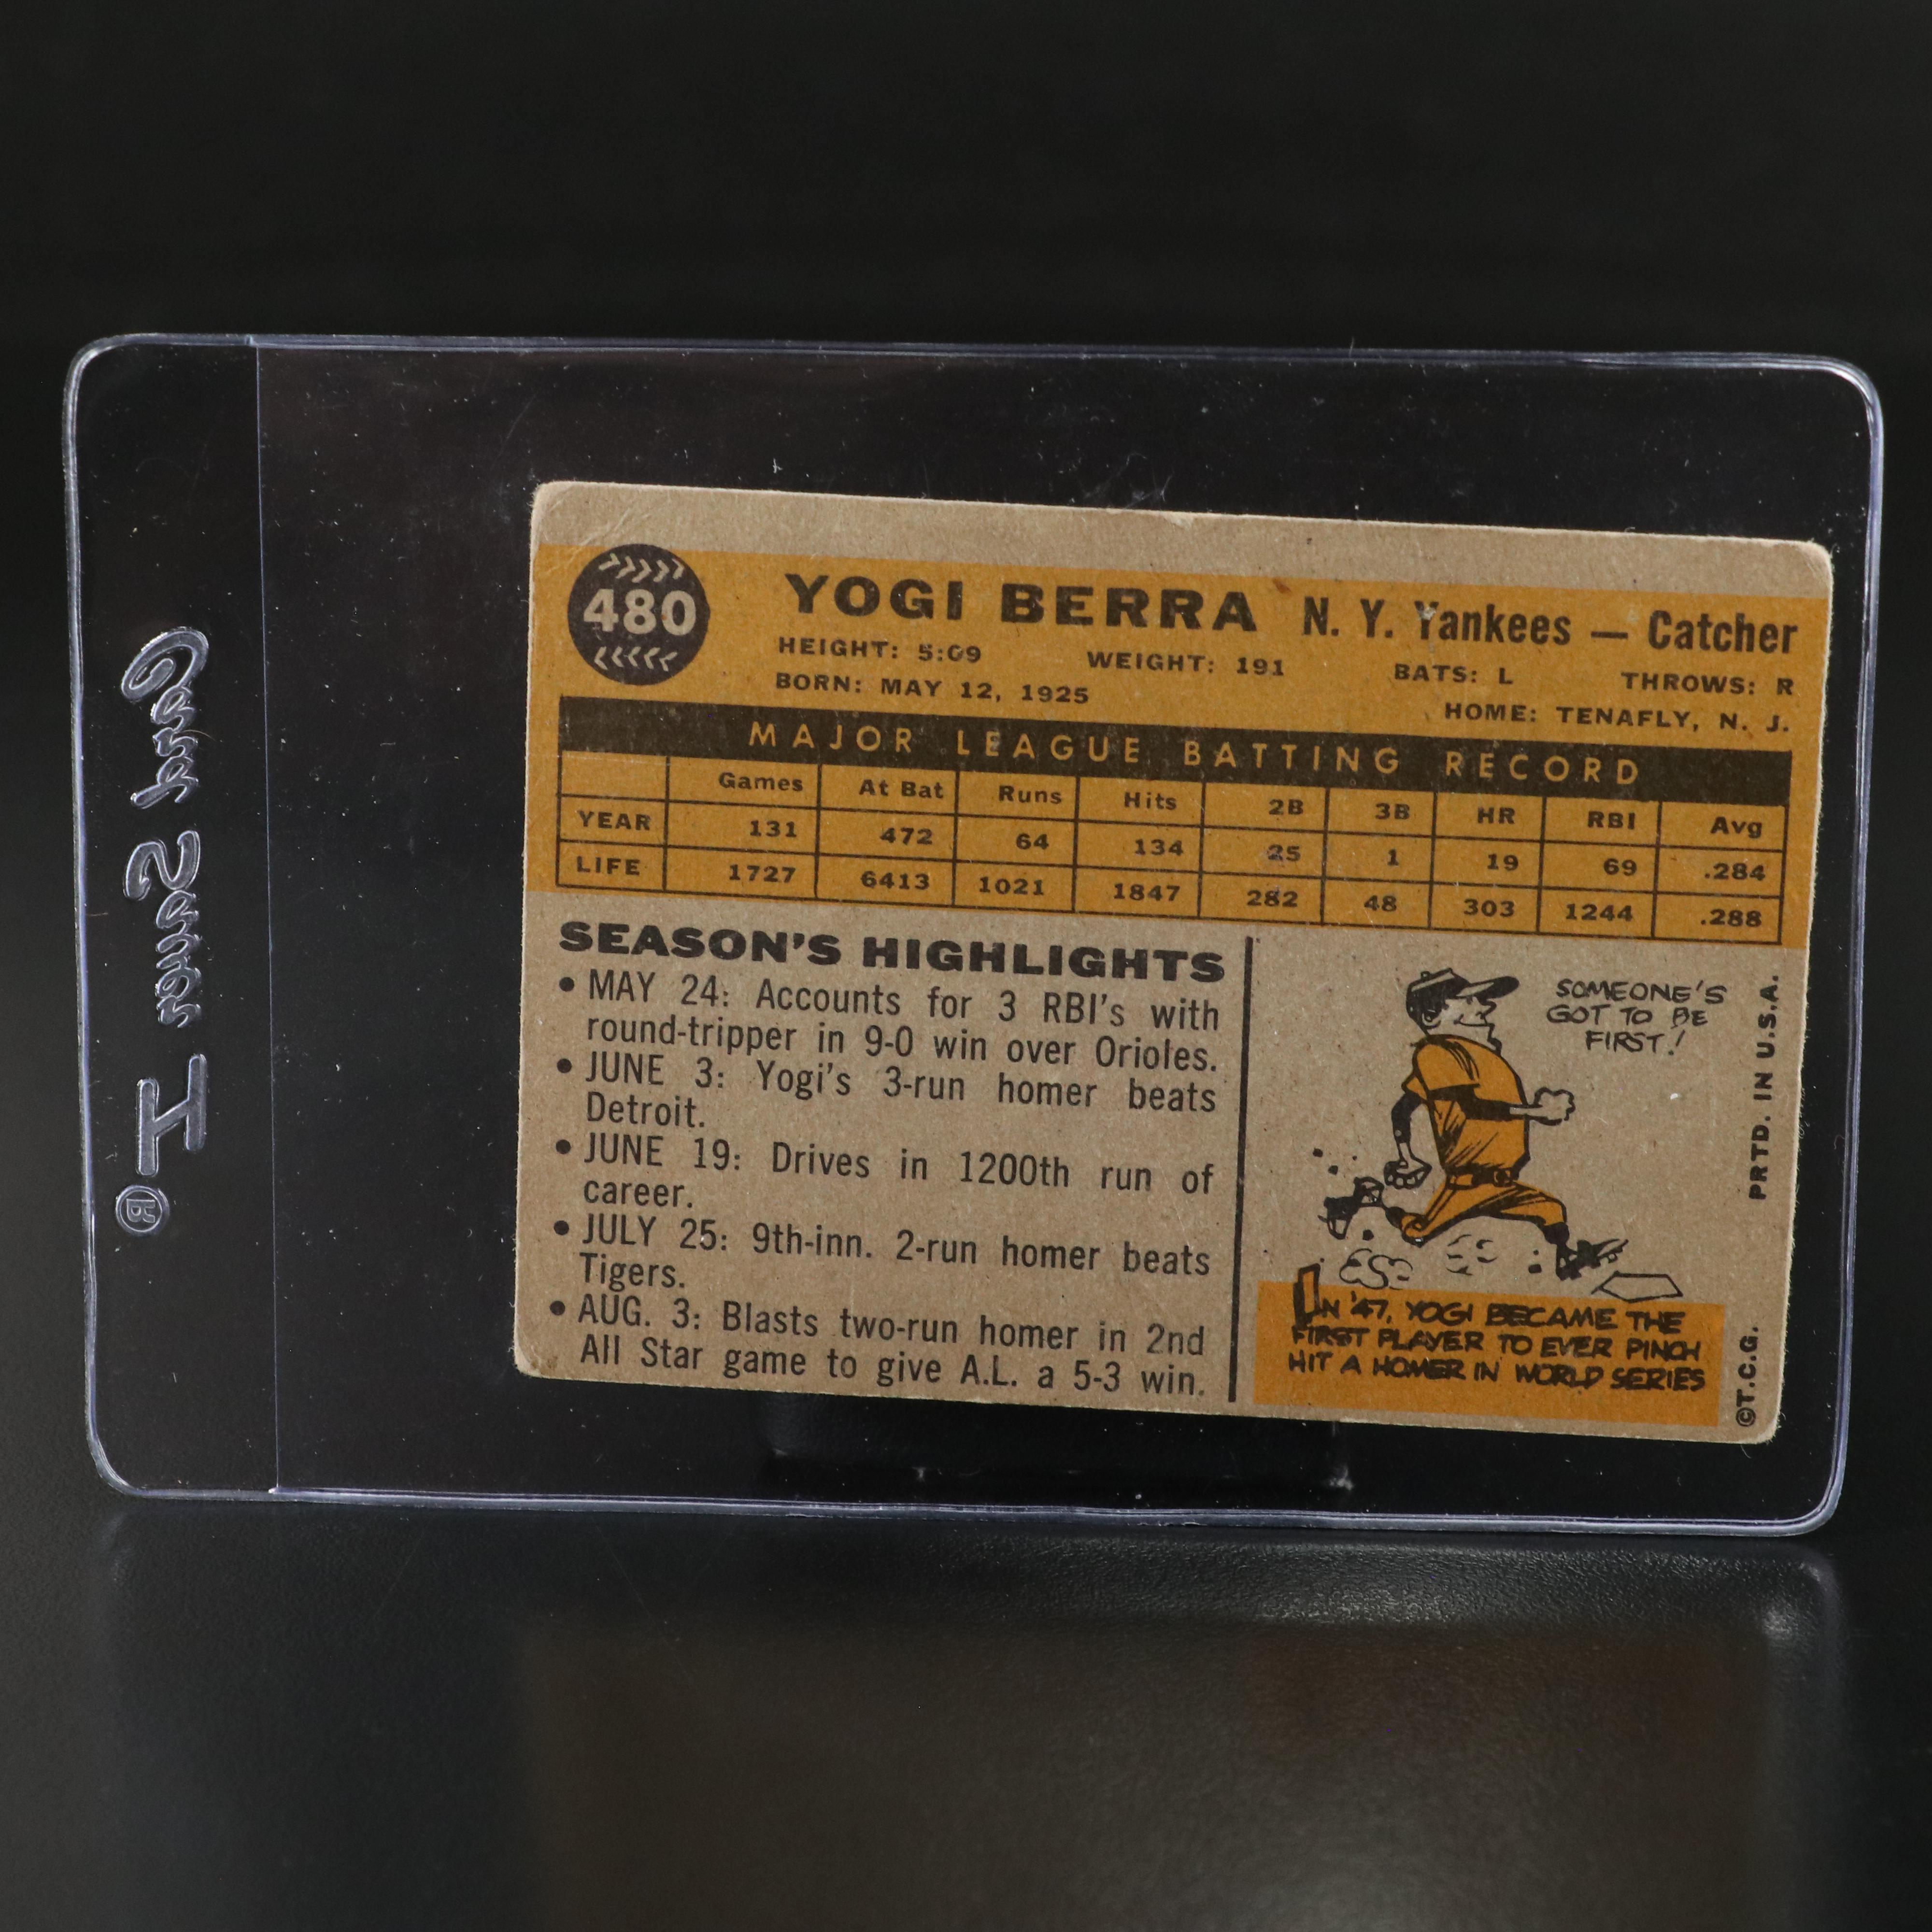 480
YOGI BERRA N. Y. Yankees — Catcher
HEIGHT: 5:09 WEIGHT: 191 BATS: L THROWS: R
BORN: MAY 12, 1925 HOME: TENAFLY, N. J.
MAJOR LEAGUE BATTING RECORD
Games At Bat Runs Hits 2B 3B HR RBI Avg
YEAR 131 472 64 134 25 1 19 69 .284
LIFE 1727 6413 1021 1847 282 48 303 1244 .288
SEASON'S HIGHLIGHTS
• MAY 24: Accounts for 3 RBI's with
round-tripper in 9-0 win over Orioles.
• JUNE 3: Yogi's 3-run homer beats
Detroit.
• JUNE 19: Drives in 1200th run of
career.
• JULY 25: 9th-inn. 2-run homer beats
Tigers.
• AUG. 3: Blasts two-run homer in 2nd
All Star game to give A.L. a 5-3 win.
SOMEONE'S
GOT TO BE
FIRST!
IN '47, YOGI BECAME THE
FIRST PLAYER TO EVER PINCH
HIT A HOMER IN WORLD SERIES
©T.C.G. PRTD. IN U.S.A.
Card Saver I ®